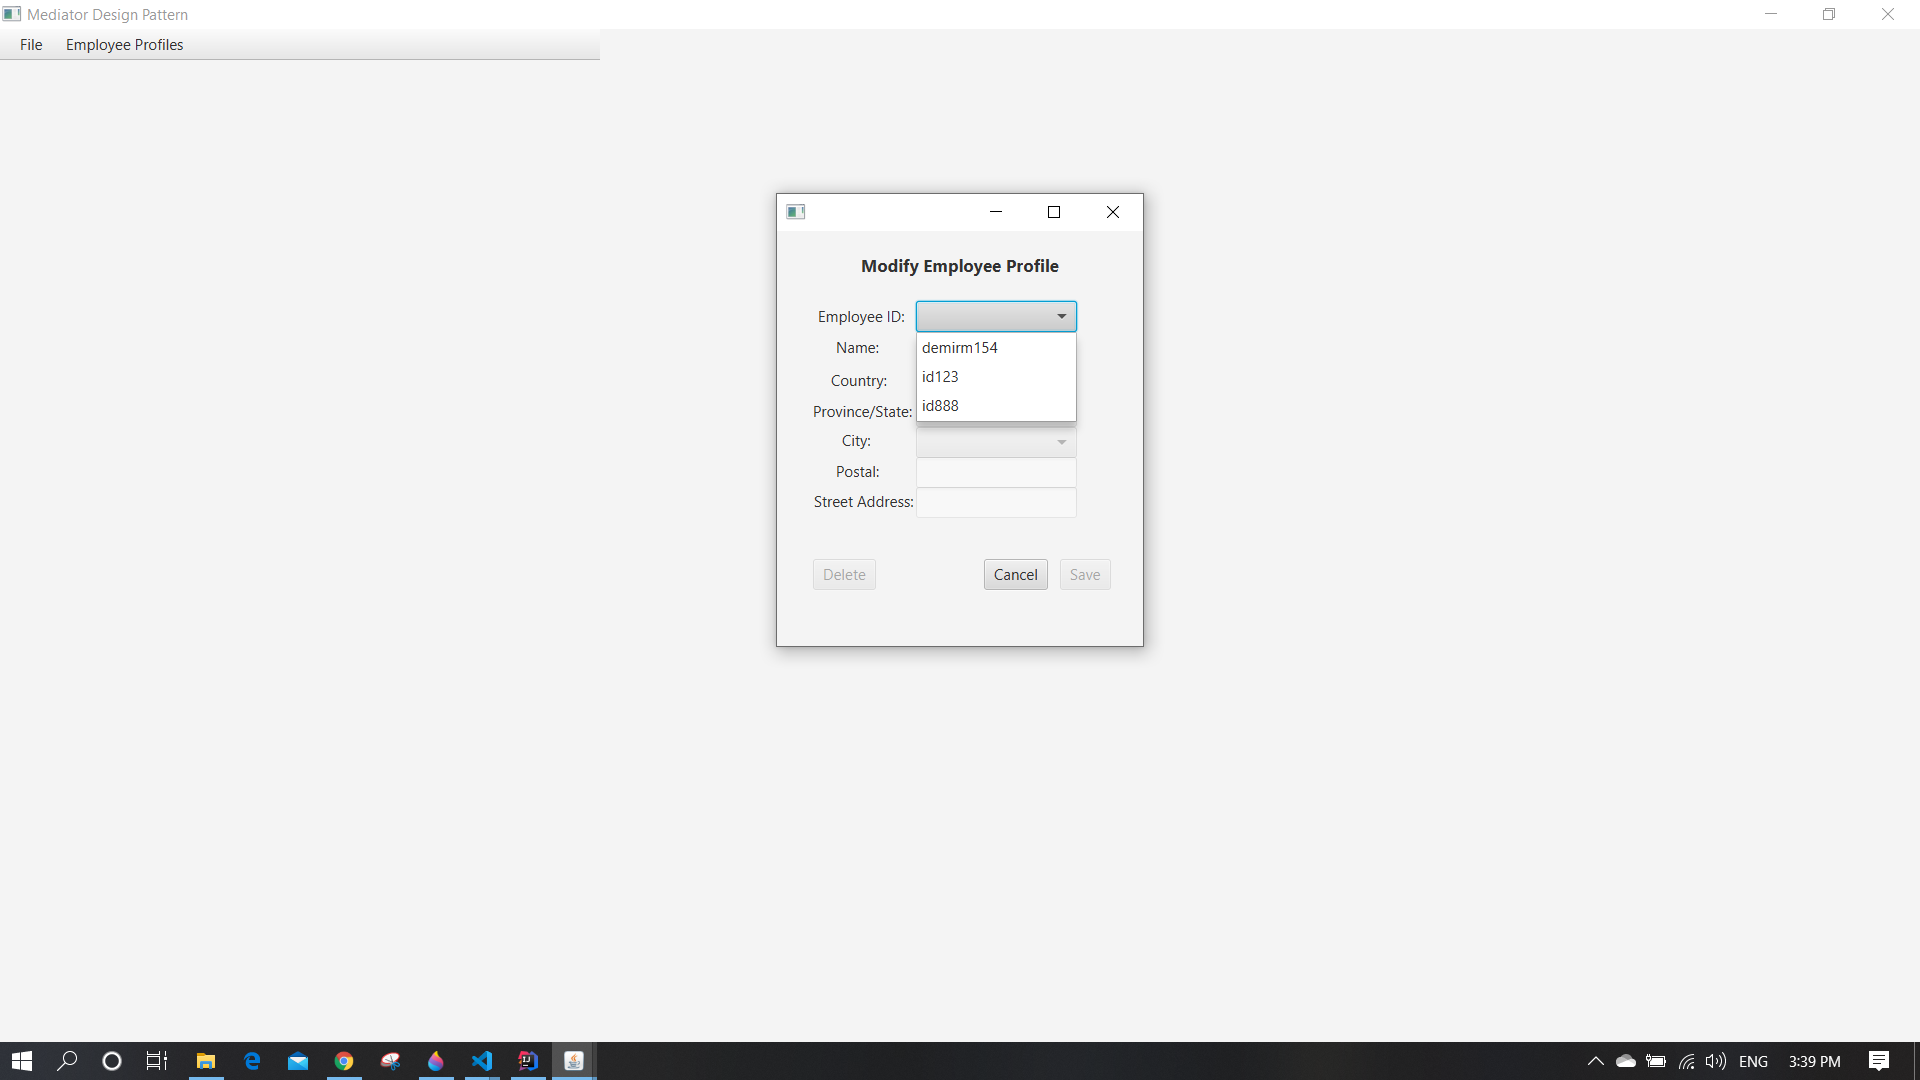 Mediator Design Pattern
File Employee Profiles
Modify Employee Profile
Employee ID:
Name:
demirm154
id123
Country:
id888
Province/State:
City:
Postal:
Street Address:
Delete Cancel Save
ENG 3:39 PM